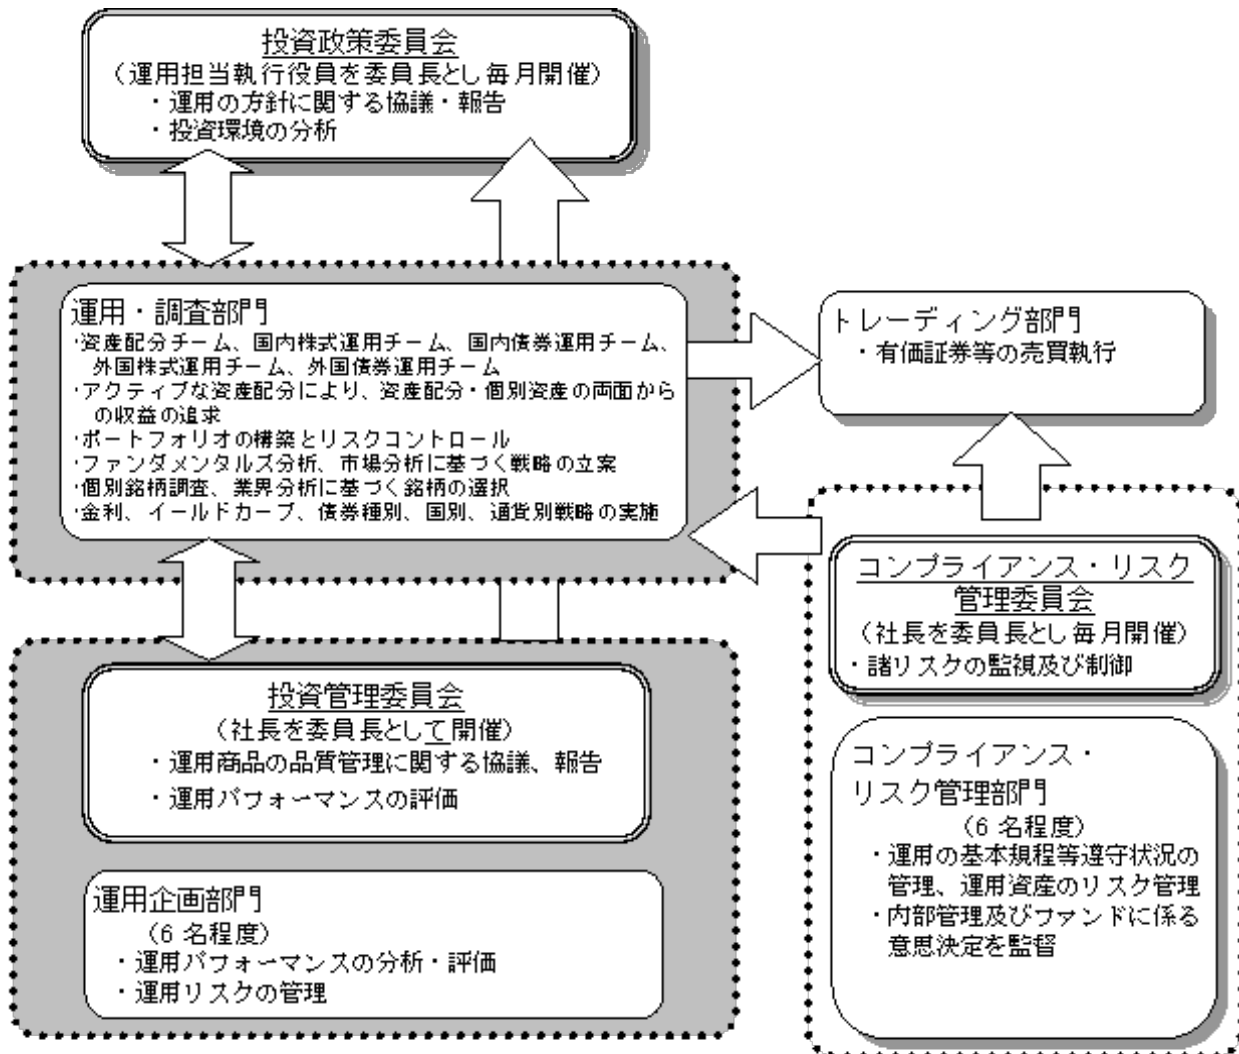 投資政策委員会
（運用担当執行役員を委員長とし毎月開催）
・運用の方針に関する協議・報告
・投資環境の分析
運用・調査部門
・資産配分チーム、国内株式運用チーム、国内債券運用チーム、
外国株式運用チーム、外国債券運用チーム
・アクティブな資産配分により、資産配分・個別資産の両面から
の収益の追求
・ポートフォリオの構築とリスクコントロール
・ファンダメンタルズ分析、市場分析に基づく戦略の立案
・個別銘柄調査、業界分析に基づく銘柄の選択
・金利、イールドカーブ、債券種別、国別、通貨別戦略の実施
トレーディング部門
・有価証券等の売買執行
コンプライアンス・リスク
管理委員会
（社長を委員長とし毎月開催）
・諸リスクの監視及び制御
投資管理委員会
（社長を委員長として開催）
・運用商品の品質管理に関する協議、報告
・運用パフォーマンスの評価
コンプライアンス・
リスク管理部門
（6 名程度）
・運用の基本規程等遵守状況の
管理、運用資産のリスク管理
・内部管理及びファンドに係る
意思決定を監督
運用企画部門
（6 名程度）
・運用パフォーマンスの分析・評価
・運用リスクの管理